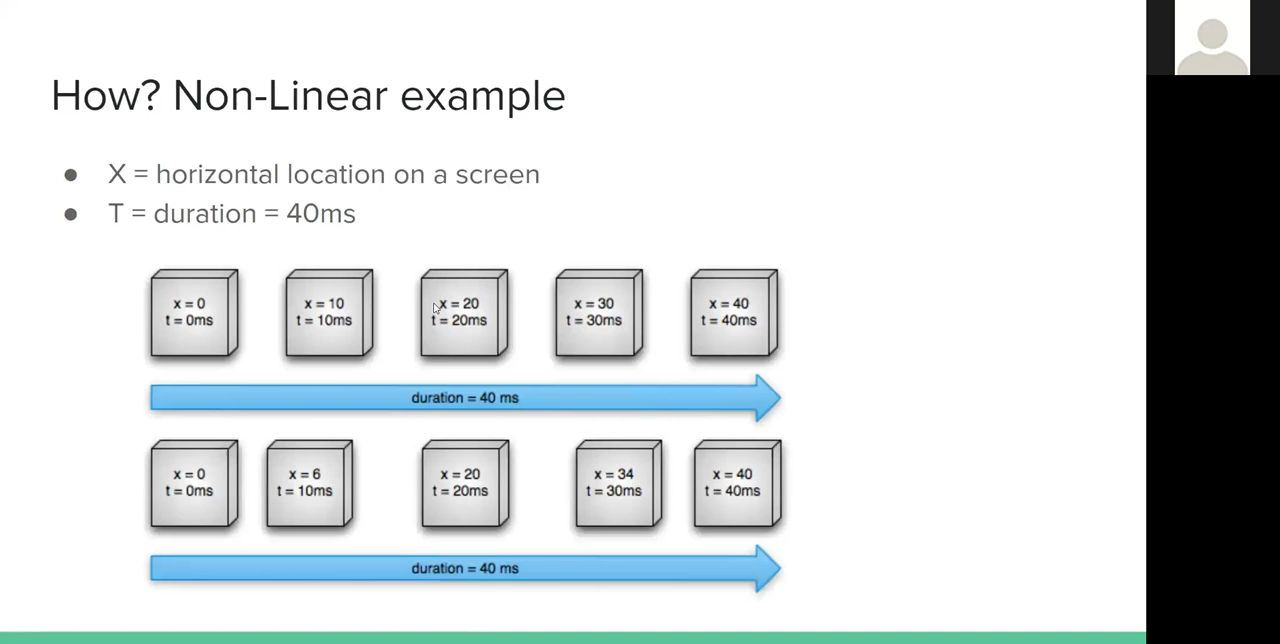 How? Non-Linear example
● X = horizontal location on a screen
● T = duration = 40ms
x = 0
t = 0ms
x = 10
t = 10ms
x = 20
t = 20ms
x = 30
t = 30ms
x = 40
t = 40ms
duration = 40 ms
x = 0
t = 0ms
x = 6
t = 10ms
x = 20
t = 20ms
x = 34
t = 30ms
x = 40
t = 40ms
duration = 40 ms